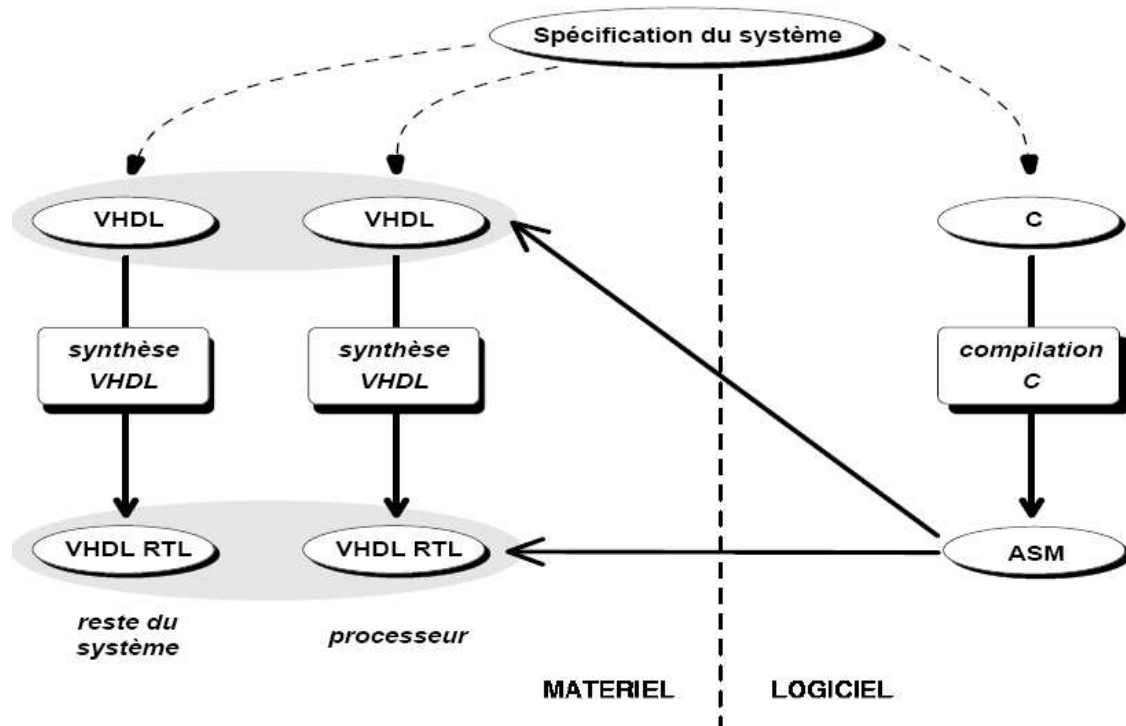 Spécification du système
VHDL
VHDL
C
synthèse
VHDL
synthèse
VHDL
compilation
C
VHDL RTL
VHDL RTL
ASM
reste du
système
processeur
MATERIEL
LOGICIEL